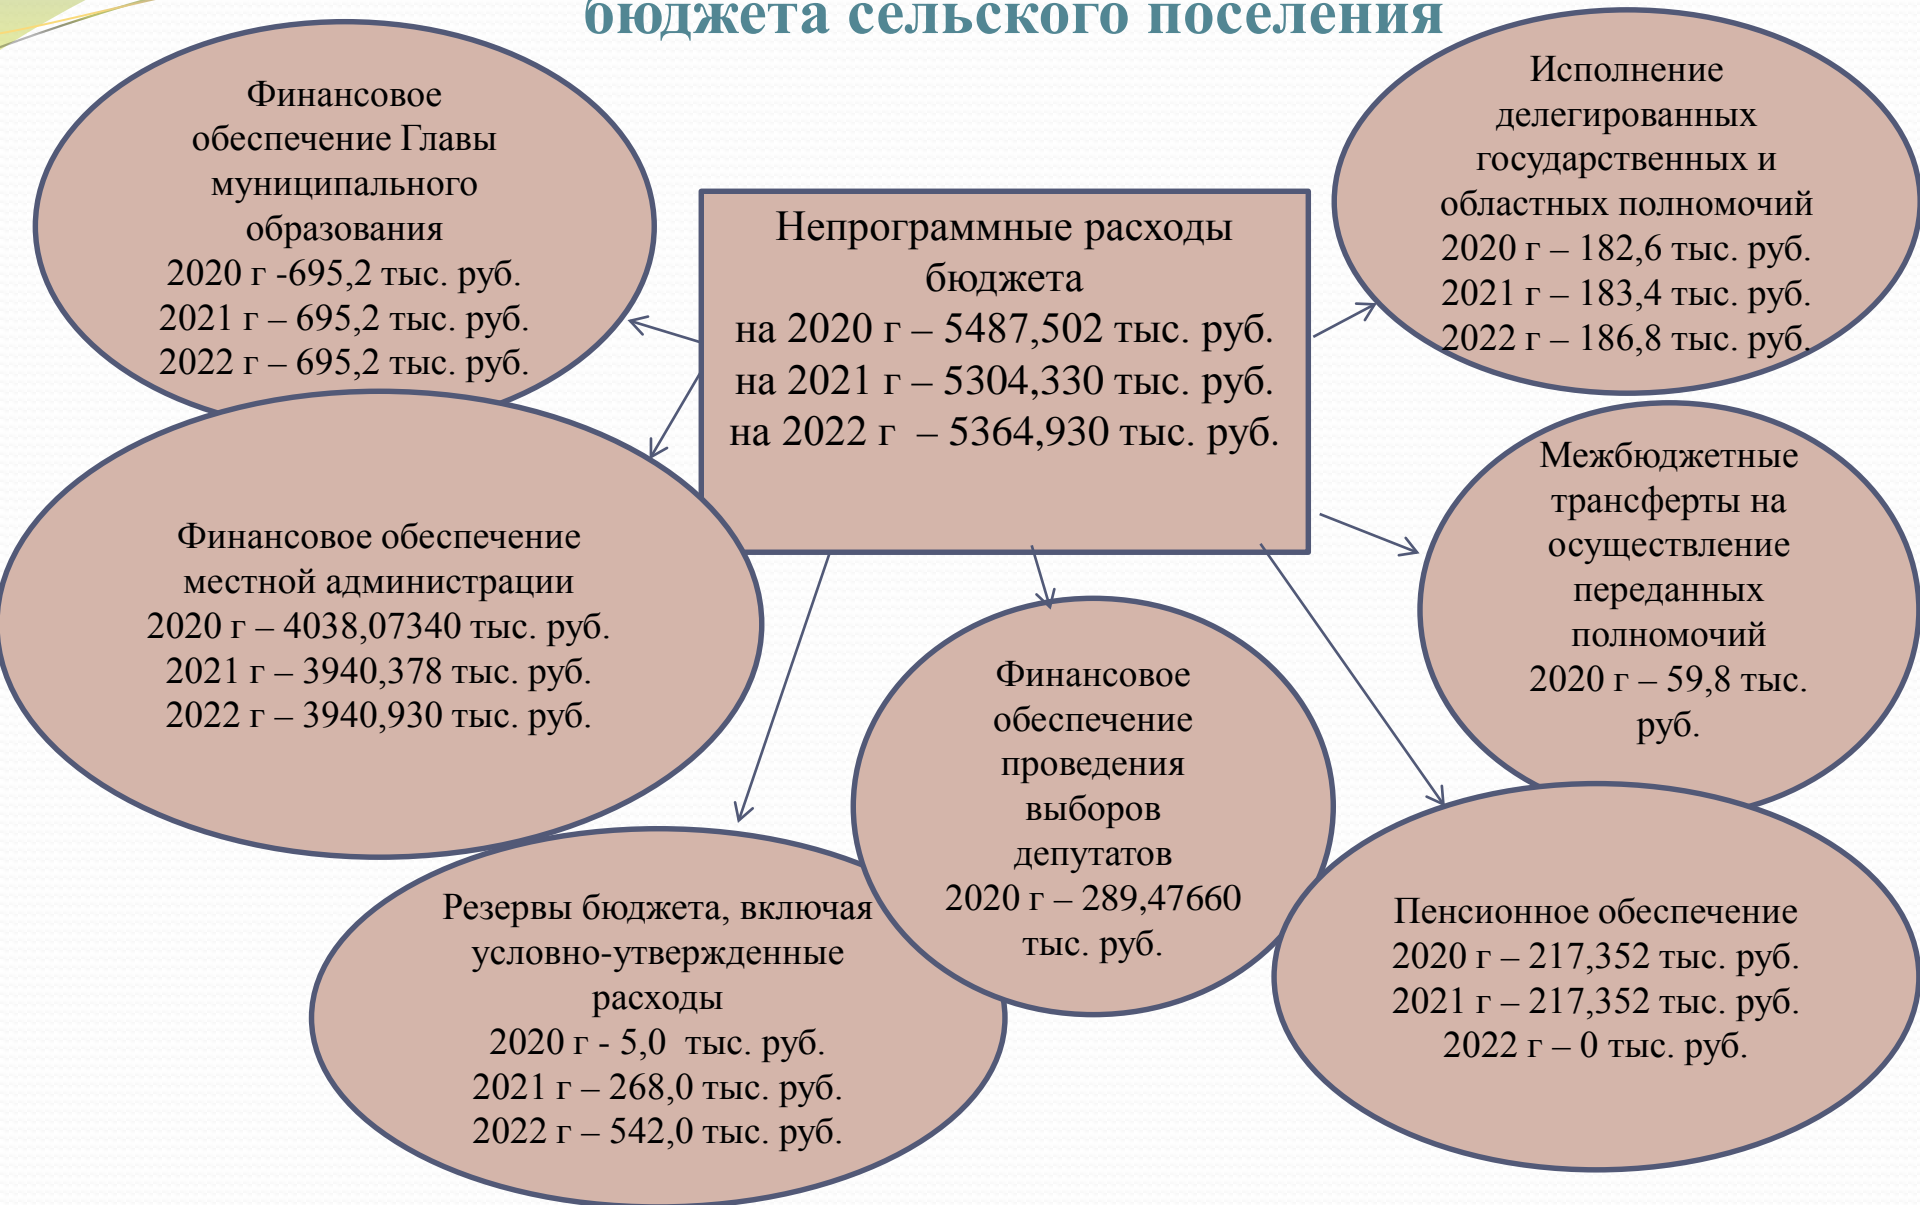 бюджета сельского поселения
Финансовое
обеспечение Главы
муниципального
образования
2020 г -695,2 тыс. руб.
2021 г – 695,2 тыс. руб.
2022 г – 695,2 тыс. руб.
Непрограммные расходы
бюджета
на 2020 г – 5487,502 тыс. руб.
на 2021 г – 5304,330 тыс. руб.
на 2022 г  – 5364,930 тыс. руб.
Исполнение
делегированных
государственных и
областных полномочий
2020 г – 182,6 тыс. руб.
2021 г – 183,4 тыс. руб.
2022 г – 186,8 тыс. руб.
Финансовое обеспечение
местной администрации
2020 г – 4038,07340 тыс. руб.
2021 г – 3940,378 тыс. руб.
2022 г – 3940,930 тыс. руб.
Межбюджетные
трансферты на
осуществление
переданных
полномочий
2020 г – 59,8 тыс.
руб.
Финансовое
обеспечение
проведения
выборов
депутатов
2020 г – 289,47660
тыс. руб.
Резервы бюджета, включая
условно-утвержденные
расходы
2020 г - 5,0  тыс. руб.
2021 г – 268,0 тыс. руб.
2022 г – 542,0 тыс. руб.
Пенсионное обеспечение
2020 г – 217,352 тыс. руб.
2021 г – 217,352 тыс. руб.
2022 г – 0 тыс. руб.